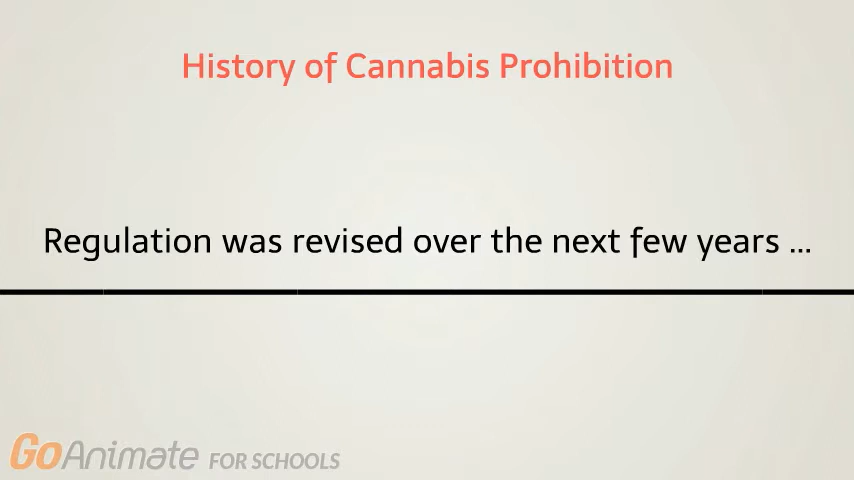 History of Cannabis Prohibition
Regulation was revised over the next few years ...
GoAnimate FOR SCHOOLS